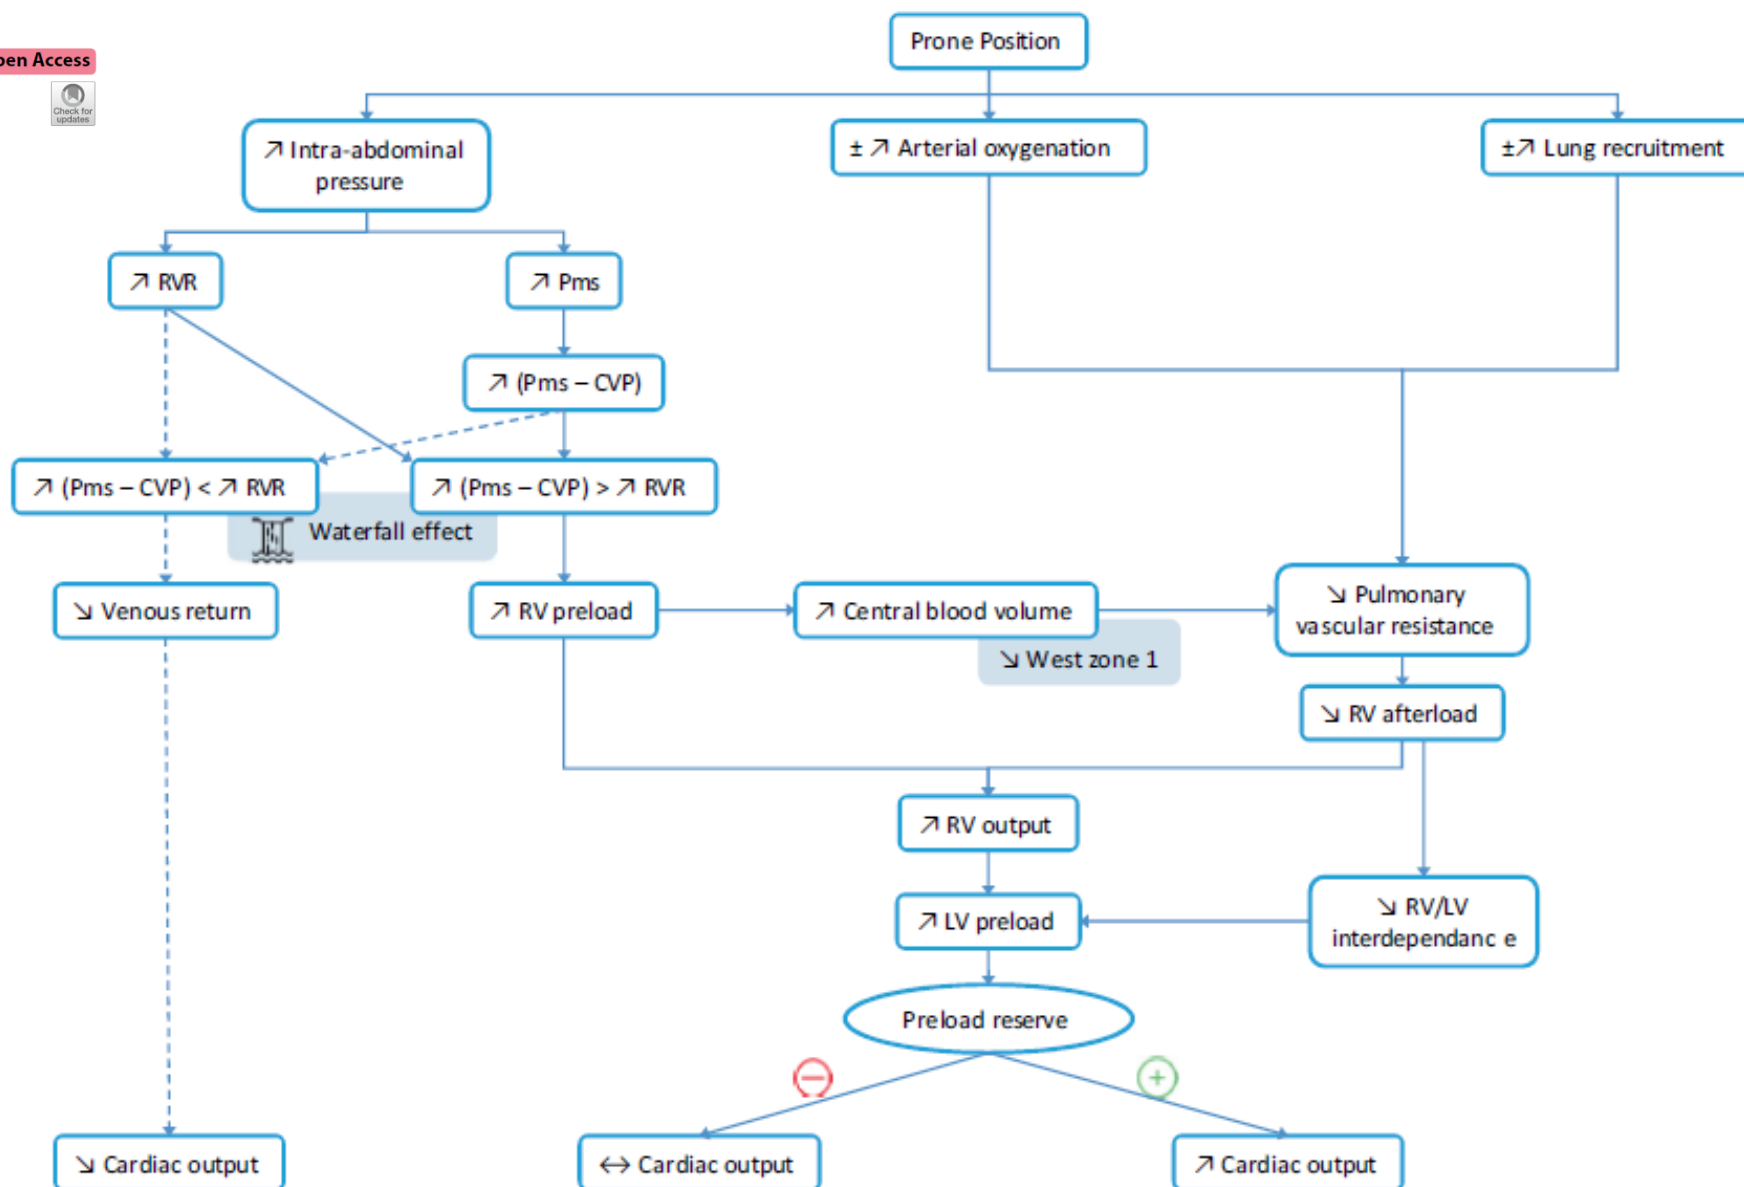 Prone Position
pen Access
Check for
updates
↗ Intra-abdominal
pressure
± ↗ Arterial oxygenation
±↗ Lung recruitment
↗ RVR
↗ Pms
↗ (Pms – CVP)
↗ (Pms – CVP) < ↗ RVR
↗ (Pms – CVP) > ↗ RVR
Waterfall effect
↘ Venous return
↗ RV preload
↗ Central blood volume
↘ Pulmonary
vascular resistance
↘ West zone 1
↘ RV afterload
↗ RV output
↗ LV preload
↘ RV/LV
interdependanc e
Preload reserve
−
+
↘ Cardiac output
↔ Cardiac output
↗ Cardiac output